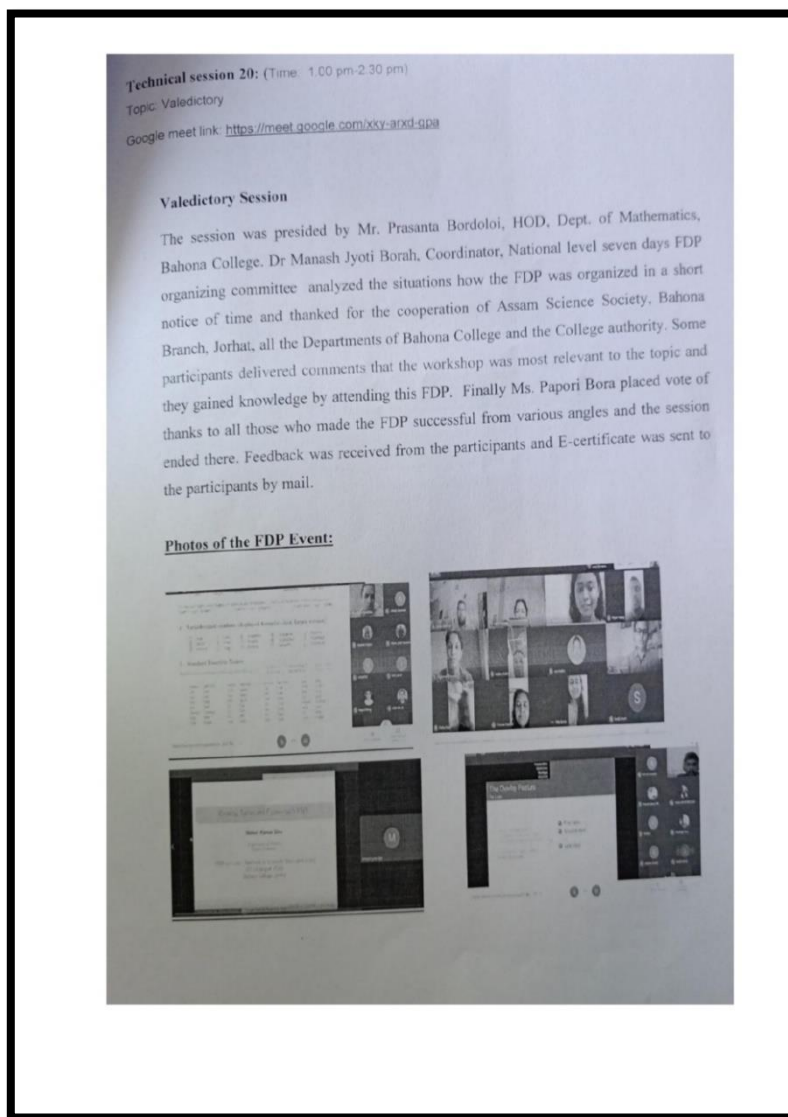 Technical session 20: (Time: 1.00 pm-2.30 pm)
Topic: Valedictory
Google meet link: https://meet.google.com/xky-arxd-gpa
Valedictory Session
The session was presided by Mr. Prasanta Bordoloi, HOD, Dept. of Mathematics,
Bahona College. Dr Manash Jyoti Borah, Coordinator, National level seven days FDP
organizing committee analyzed the situations how the FDP was organized in a short
notice of time and thanked for the cooperation of Assam Science Society, Bahona
Branch, Jorhat, all the Departments of Bahona College and the College authority. Some
participants delivered comments that the workshop was most relevant to the topic and
they gained knowledge by attending this FDP. Finally Ms. Papori Bora placed vote of
thanks to all those who made the FDP successful from various angles and the session
ended there. Feedback was received from the participants and E-certificate was sent to
the participants by mail.
Photos of the FDP Event:
S
M